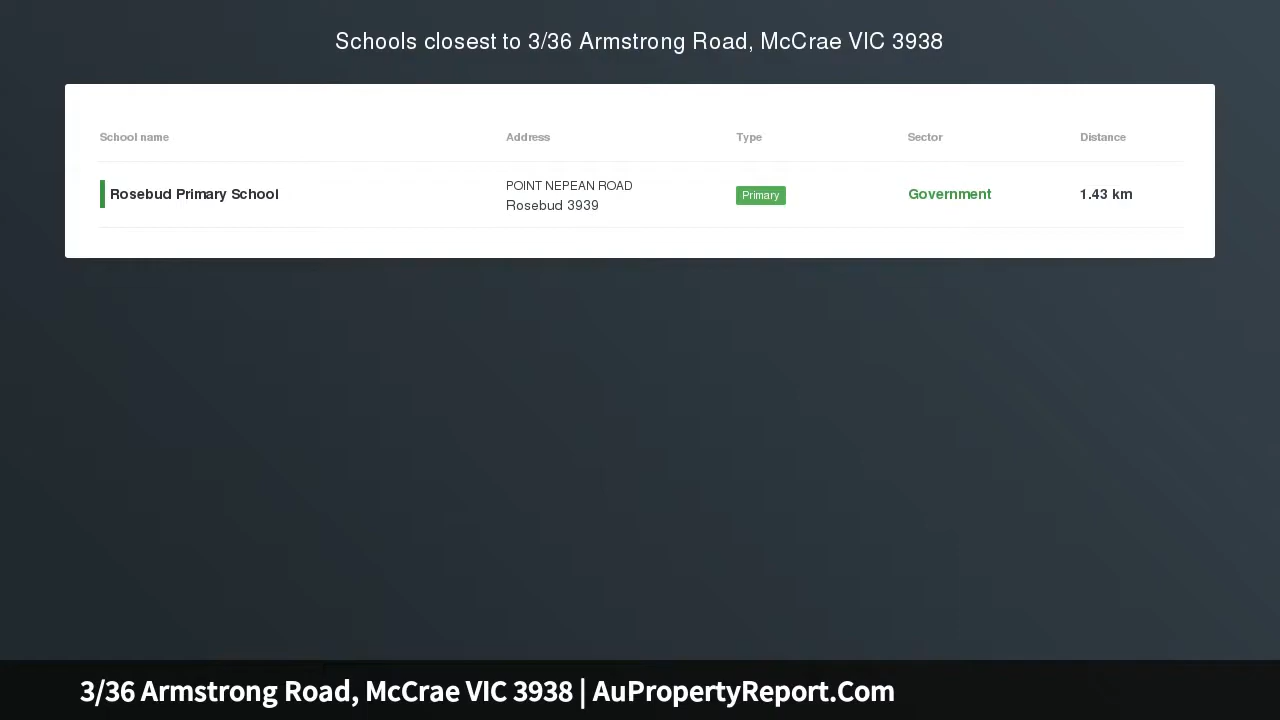 Schools closest to 3/36 Armstrong Road, McCrae VIC 3938
School name Address Type Sector Distance
Rosebud Primary School POINT NEPEAN ROAD Primary Government 1.43 km
Rosebud 3939
3/36 Armstrong Road, McCrae VIC 3938 | AuPropertyReport.Com